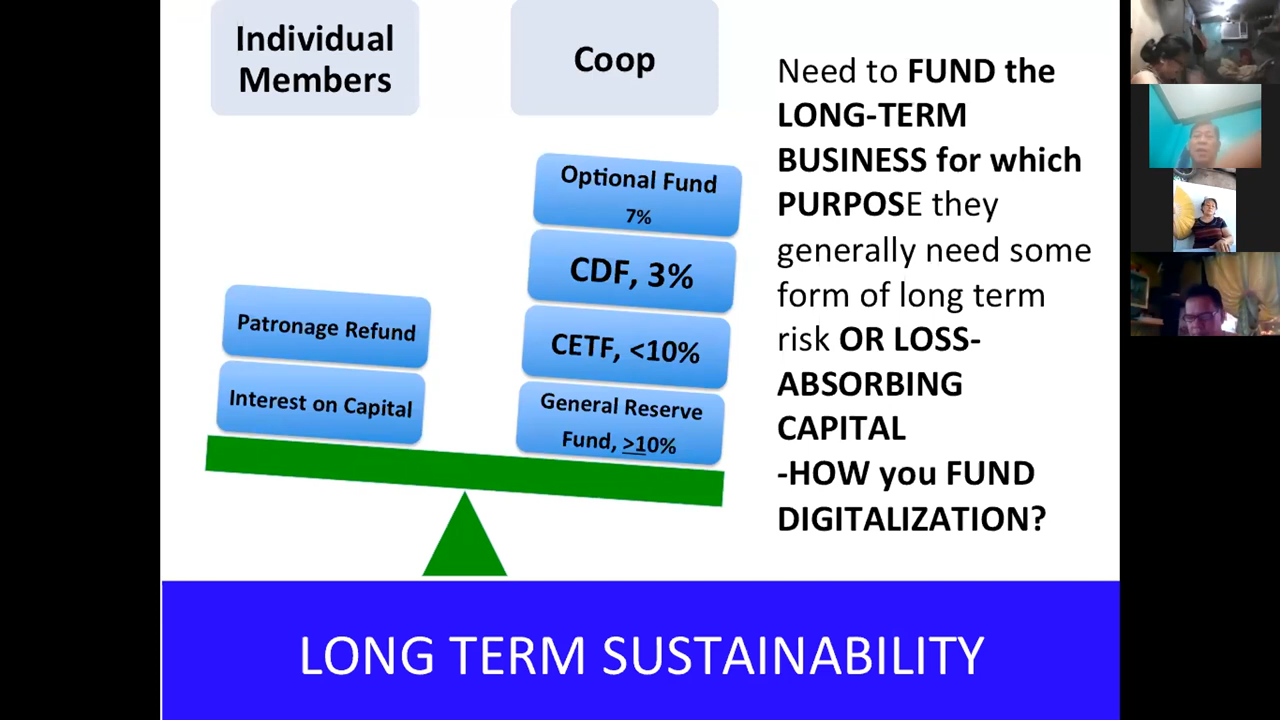 Individual
Members
Coop
Optional Fund
7%
CDF, 3%
CETF, <10%
General Reserve
Fund, >10%
Patronage Refund
Interest on Capital
Need to FUND the
LONG-TERM
BUSINESS for which
PURPOSE they
generally need some
form of long term
risk OR LOSS-
ABSORBING
CAPITAL
-HOW you FUND
DIGITALIZATION?
LONG TERM SUSTAINABILITY